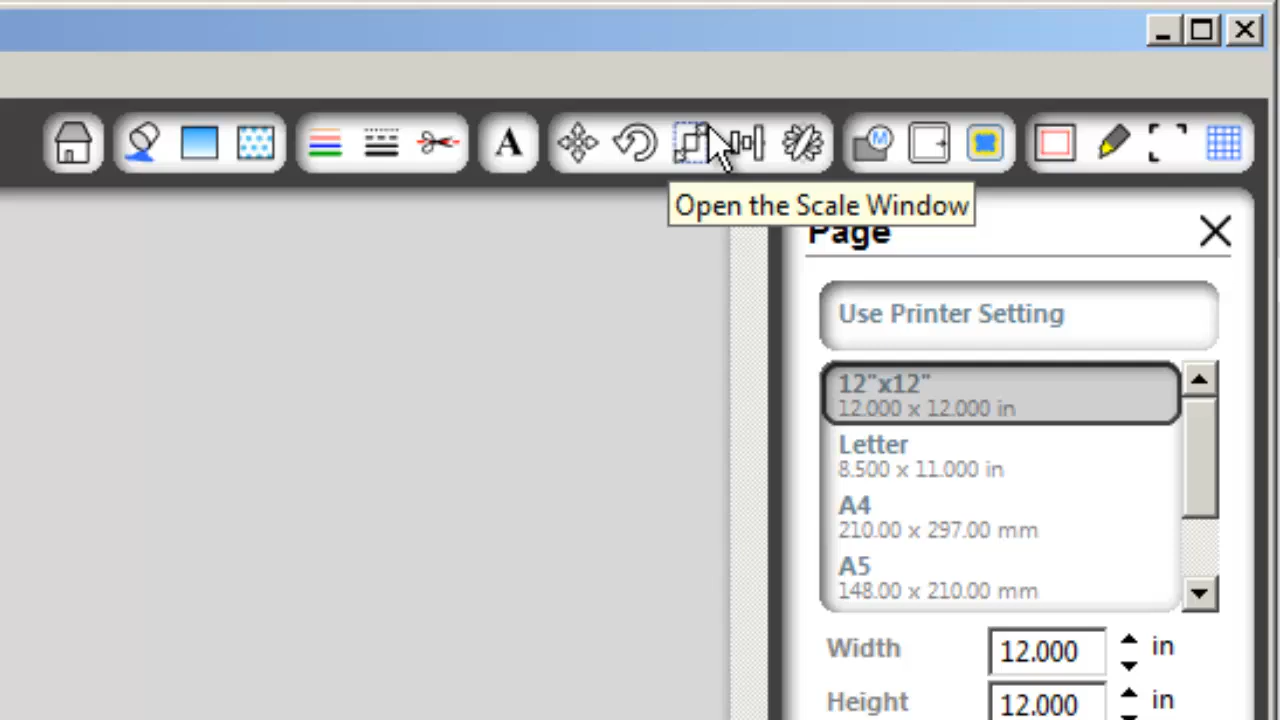 A
M
Open the Scale Window
Page
Use Printer Setting
12"x12"
12.000 x 12.000 in
Letter
8.500 x 11.000 in
A4
210.00 x 297.00 mm
A5
148.00 x 210.00 mm
Width 12.000 in
Height 12.000 in